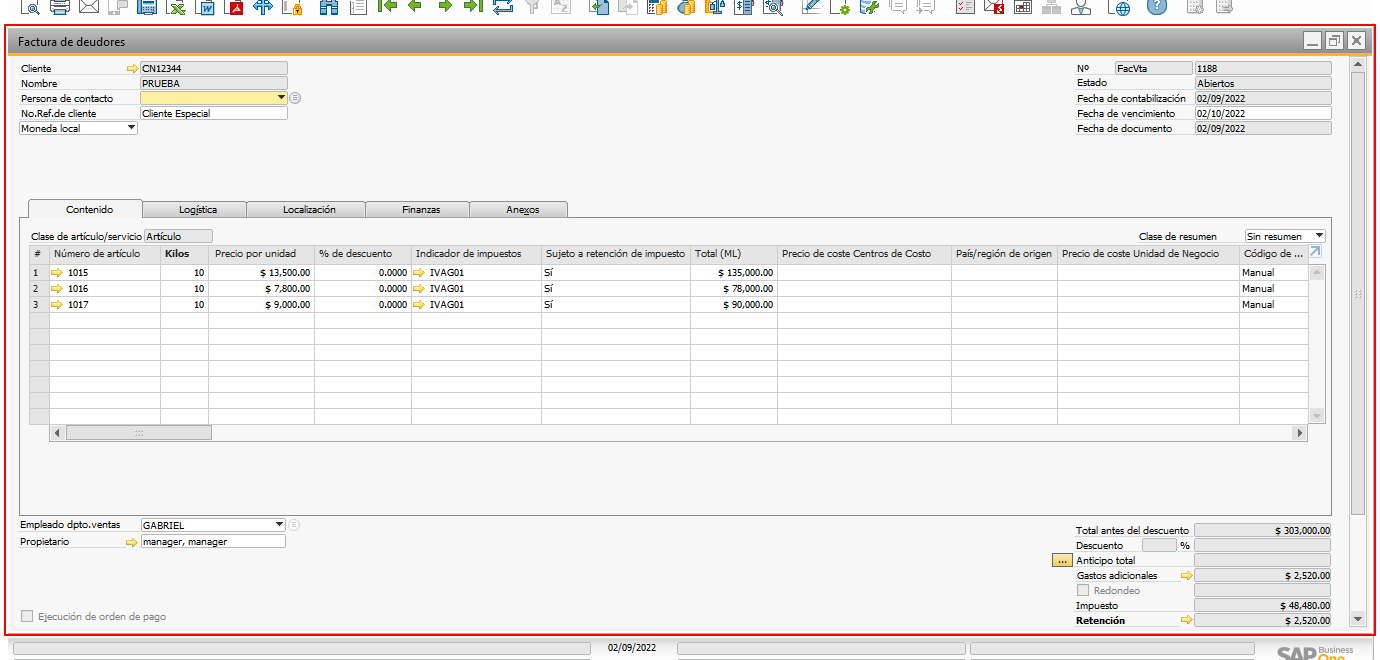 Factura de deudores
Cliente CN12344 Nº FacVta 1188
Nombre PRUEBA Estado Abiertos
Persona de contacto Fecha de contabilización 02/09/2022
No.Ref.de cliente Cliente Especial Fecha de vencimiento 02/10/2022
Moneda local Fecha de documento 02/09/2022
Contenido Logística Localización Finanzas Anexos
Clase de artículo/servicio Artículo Clase de resumen Sin resumen
# Número de artículo Kilos Precio por unidad % de descuento Indicador de impuestos Sujeto a retención de impuesto Total (ML) Precio de coste Centros de Costo País/región de origen Precio de coste Unidad de Negocio Código de ...
1 1015 10 $ 13,500.00 0.0000 IVAG01 Sí $ 135,000.00 Manual
2 1016 10 $ 7,800.00 0.0000 IVAG01 Sí $ 78,000.00 Manual
3 1017 10 $ 9,000.00 0.0000 IVAG01 Sí $ 90,000.00 Manual
Empleado dpto.ventas GABRIEL
Propietario manager, manager
Total antes del descuento $ 303,000.00
Descuento %
... Anticipo total
Gastos adicionales $ 2,520.00
Redondeo
Ejecución de orden de pago
Impuesto $ 48,480.00
Retención $ 2,520.00
02/09/2022
SAP Business One